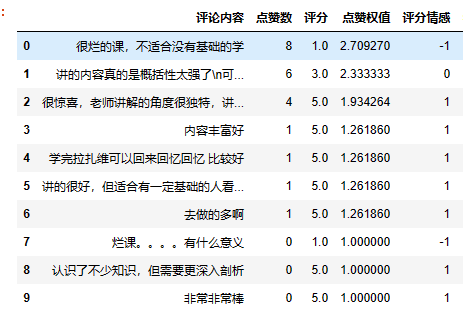 :
评论内容 点赞数 评分 点赞权值 评分情感
0 很烂的课，不适合没有基础的学 8 1.0 2.709270 -1
1 讲的内容真的是概括性太强了\n可... 6 3.0 2.333333 0
2 很惊喜，老师讲解的角度很独特，讲... 4 5.0 1.934264 1
3 内容丰富好 1 5.0 1.261860 1
4 学完拉扎维可以回来回忆回忆 比较好 1 5.0 1.261860 1
5 讲的很好，但适合有一定基础的人看... 1 5.0 1.261860 1
6 去做的多啊 1 5.0 1.261860 1
7 烂课。。。。有什么意义 0 1.0 1.000000 -1
8 认识了不少知识，但需要更深入剖析 0 5.0 1.000000 1
9 非常非常棒 0 5.0 1.000000 1